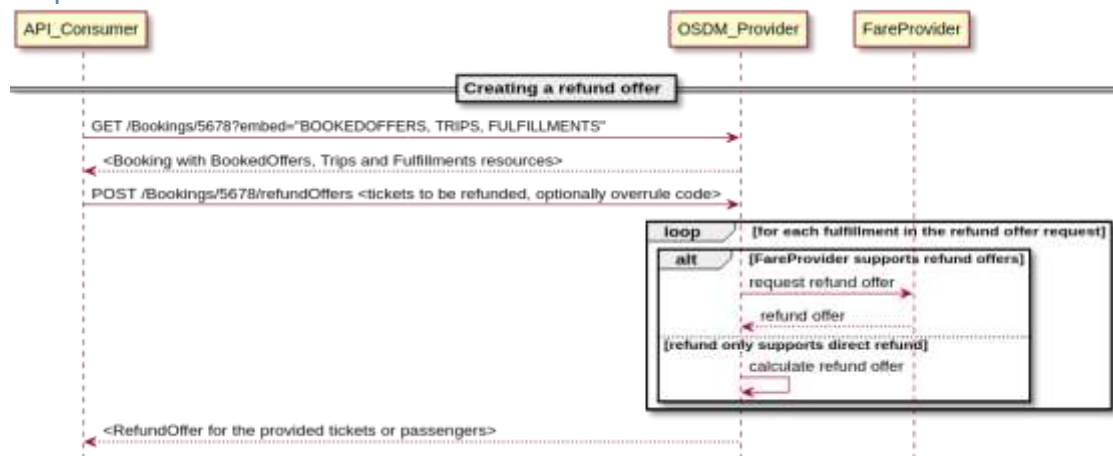 API_Consumer
OSDM_Provider
FareProvider
Creating a refund offer
GET /Bookings/5678?embed="BOOKEDOFFERS, TRIPS, FULFILLMENTS"
<Booking with BookedOffers, Trips and Fulfillments resources>
POST /Bookings/5678/refundOffers <tickets to be refunded, optionally overrule code>
loop [for each fulfillment in the refund offer request]
alt [FareProvider supports refund offers]
request refund offer
refund offer
[refund only supports direct refund]
calculate refund offer
<RefundOffer for the provided tickets or passengers>